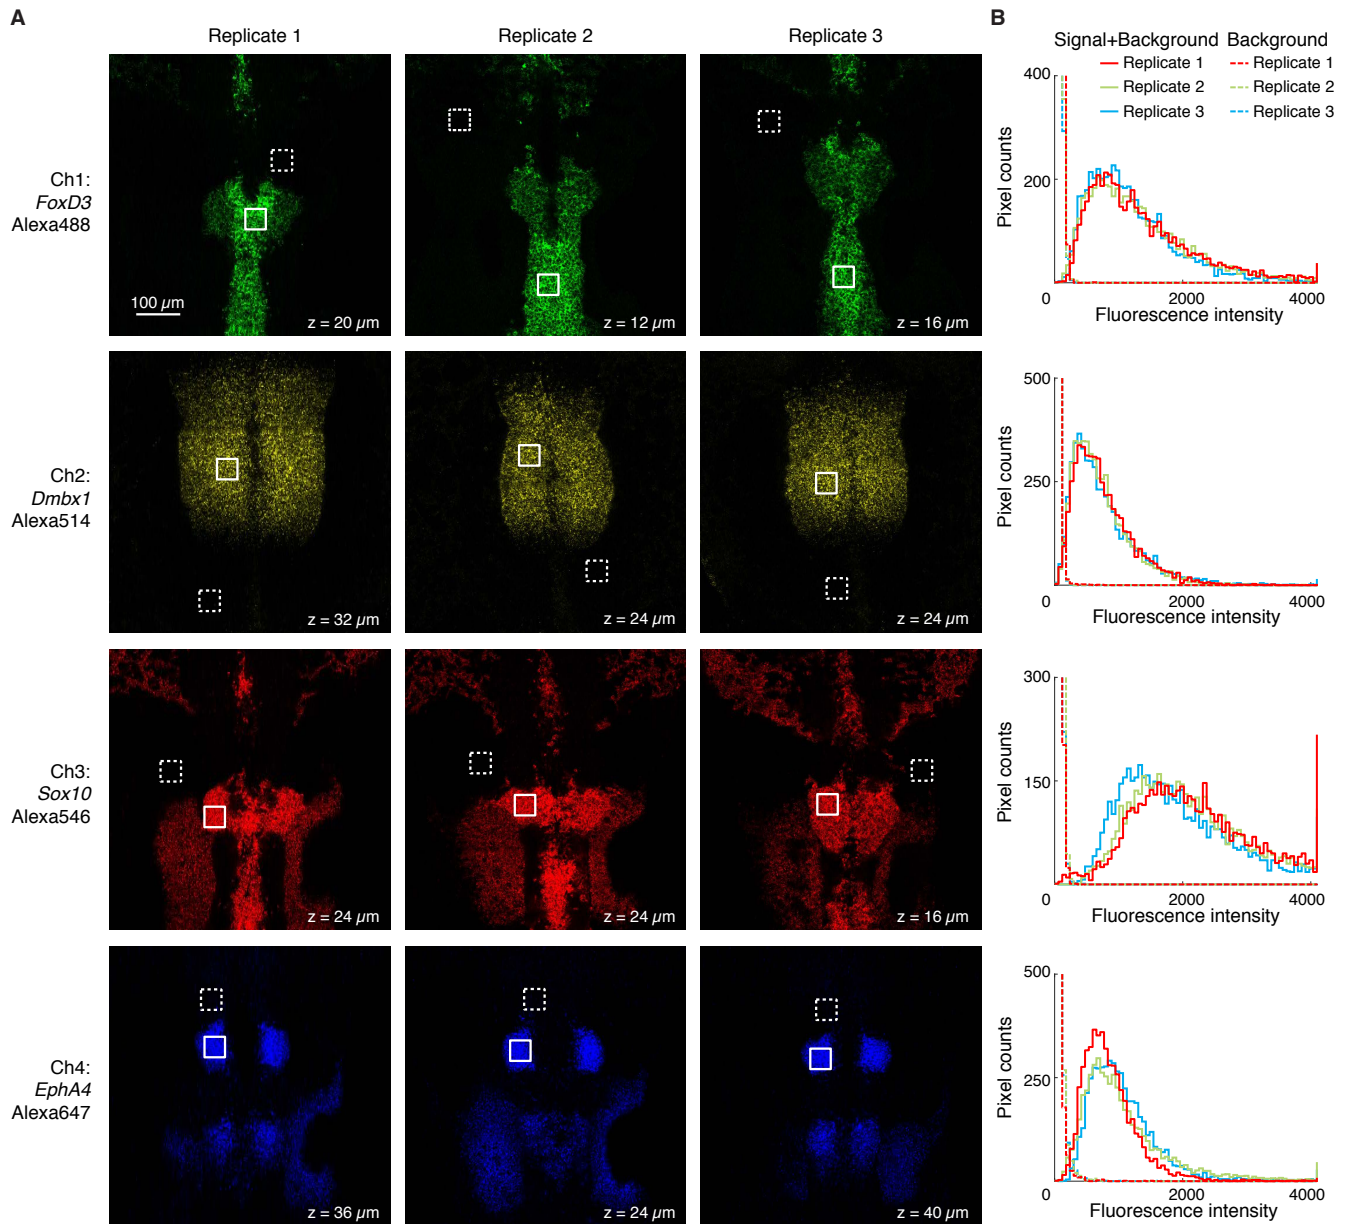 A
B
Replicate 1
Replicate 2
Replicate 3
Signal+Background
Background
Replicate 1
Replicate 1
Replicate 2
Replicate 2
Replicate 3
Replicate 3
Ch1:
FoxD3
Alexa488
100 µm
z = 20 µm
z = 12 µm
z = 16 µm
400
200
0
Pixel counts
0
2000
4000
Fluorescence intensity
Ch2:
Dmbx1
Alexa514
z = 32 µm
z = 24 µm
z = 24 µm
500
250
0
Pixel counts
0
2000
4000
Fluorescence intensity
Ch3:
Sox10
Alexa546
z = 24 µm
z = 24 µm
z = 16 µm
300
150
0
Pixel counts
0
2000
4000
Fluorescence intensity
Ch4:
EphA4
Alexa647
z = 36 µm
z = 24 µm
z = 40 µm
500
250
0
Pixel counts
0
2000
4000
Fluorescence intensity